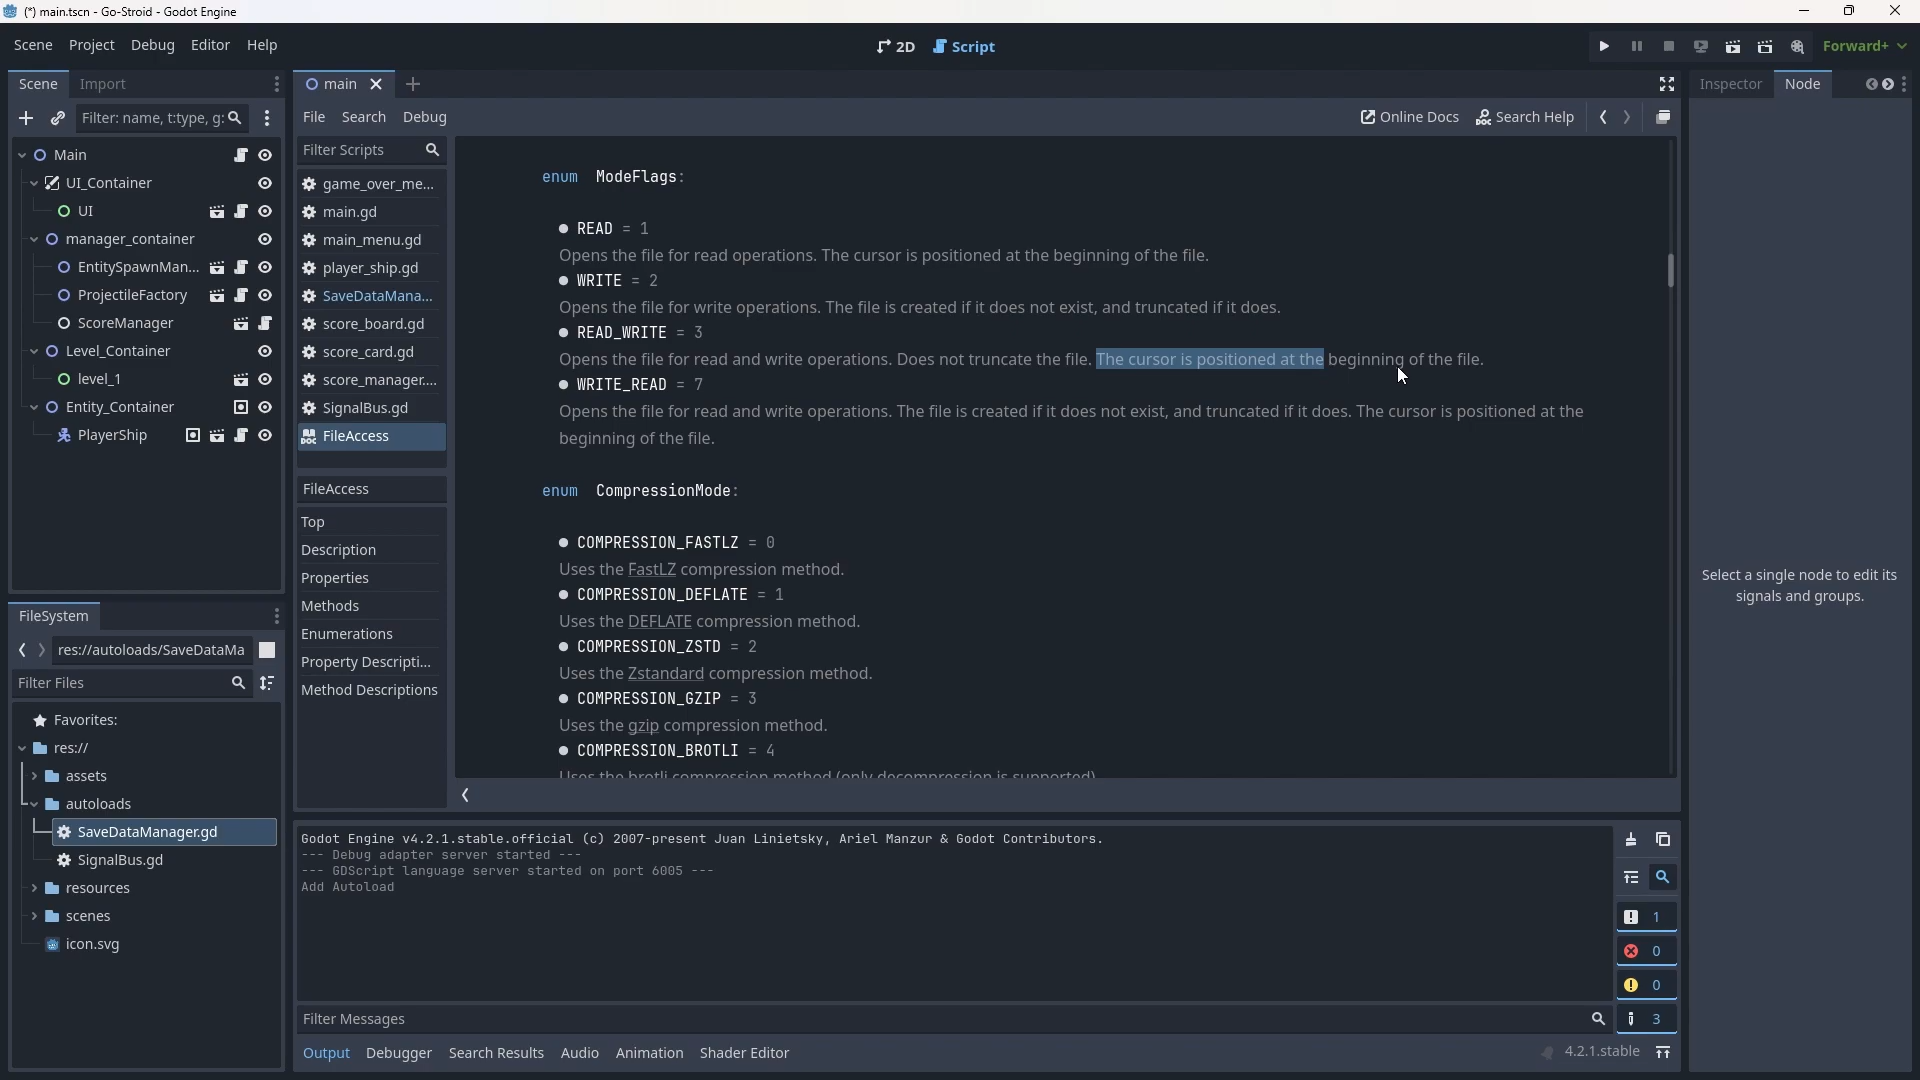 (*) main.tscn - Go-Stroid - Godot Engine
Scene Project Debug Editor Help
2D Script
Forward+
Scene Import
Filter: name, t:type, g:
Main
UI_Container
UI
manager_container
EntitySpawnMan...
ProjectileFactory
ScoreManager
Level_Container
level_1
Entity_Container
PlayerShip
FileSystem
res://autoloads/SaveDataMa
Filter Files
Favorites:
res://
assets
autoloads
SaveDataManager.gd
SignalBus.gd
resources
scenes
icon.svg
main
File Search Debug
Online Docs Search Help
Filter Scripts
game_over_me...
main.gd
main_menu.gd
player_ship.gd
SaveDataMana...
score_board.gd
score_card.gd
score_manager....
SignalBus.gd
FileAccess
FileAccess
Top
Description
Properties
Methods
Enumerations
Property Descripti...
Method Descriptions
enum ModeFlags:
READ = 1
Opens the file for read operations. The cursor is positioned at the beginning of the file.
WRITE = 2
Opens the file for write operations. The file is created if it does not exist, and truncated if it does.
READ_WRITE = 3
Opens the file for read and write operations. Does not truncate the file. The cursor is positioned at the beginning of the file.
WRITE_READ = 7
Opens the file for read and write operations. The file is created if it does not exist, and truncated if it does. The cursor is positioned at the
beginning of the file.
enum CompressionMode:
COMPRESSION_FASTLZ = 0
Uses the FastLZ compression method.
COMPRESSION_DEFLATE = 1
Uses the DEFLATE compression method.
COMPRESSION_ZSTD = 2
Uses the Zstandard compression method.
COMPRESSION_GZIP = 3
Uses the gzip compression method.
COMPRESSION_BROTLI = 4
Uses the brotli compression method (only decompression is supported)
Godot Engine v4.2.1.stable.official (c) 2007-present Juan Linietsky, Ariel Manzur & Godot Contributors.
--- Debug adapter server started ---
--- GDScript language server started on port 6005 ---
Add Autoload
1
0
0
3
Filter Messages
Output Debugger Search Results Audio Animation Shader Editor
4.2.1.stable
Inspector Node
Select a single node to edit its
signals and groups.